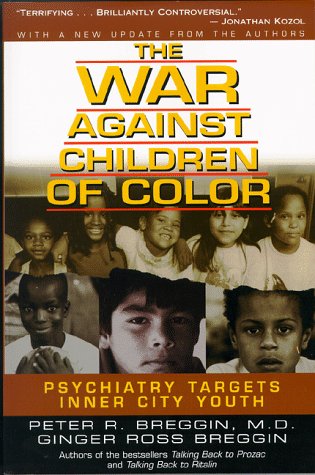 "TERRIFYING . . . BRILLIANTLY CONTROVERSIAL."
— JONATHAN KOZOL
WITH A NEW UPDATE FROM THE AUTHORS
THE
WAR
AGAINST
CHILDREN
OF COLOR
PSYCHIATRY TARGETS
INNER CITY YOUTH
PETER R. BREGGIN, M.D.
GINGER ROSS BREGGIN
Authors of the bestsellers Talking Back to Prozac
and Talking Back to Ritalin